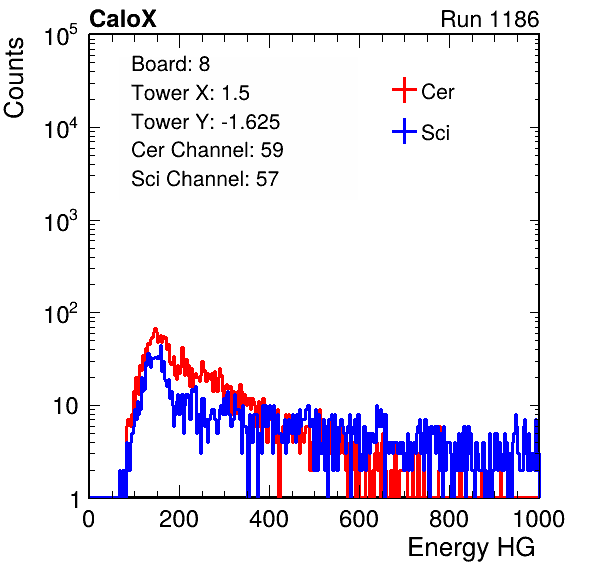 CaloX Run 1186
Counts
10^5
10^4
10^3
10^2
10
1
Board: 8
Tower X: 1.5
Tower Y: -1.625
Cer Channel: 59
Sci Channel: 57
Cer
Sci
0 200 400 600 800 1000
Energy HG